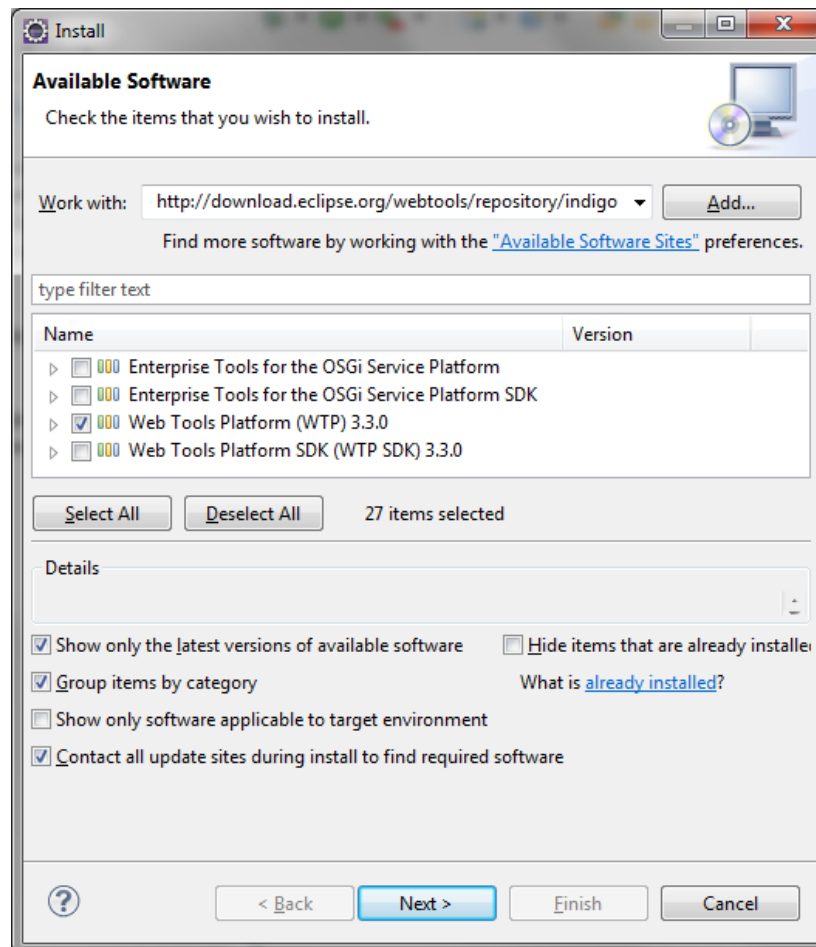 Install
Available Software
Check the items that you wish to install.
Work with: http://download.eclipse.org/webtools/repository/indigo Add...
Find more software by working with the "Available Software Sites" preferences.
type filter text
Name Version
Enterprise Tools for the OSGi Service Platform
Enterprise Tools for the OSGi Service Platform SDK
Web Tools Platform (WTP) 3.3.0
Web Tools Platform SDK (WTP SDK) 3.3.0
Select All Deselect All 27 items selected
Details
Show only the latest versions of available software Hide items that are already installe
Group items by category What is already installed?
Show only software applicable to target environment
Contact all update sites during install to find required software
? < Back Next > Finish Cancel